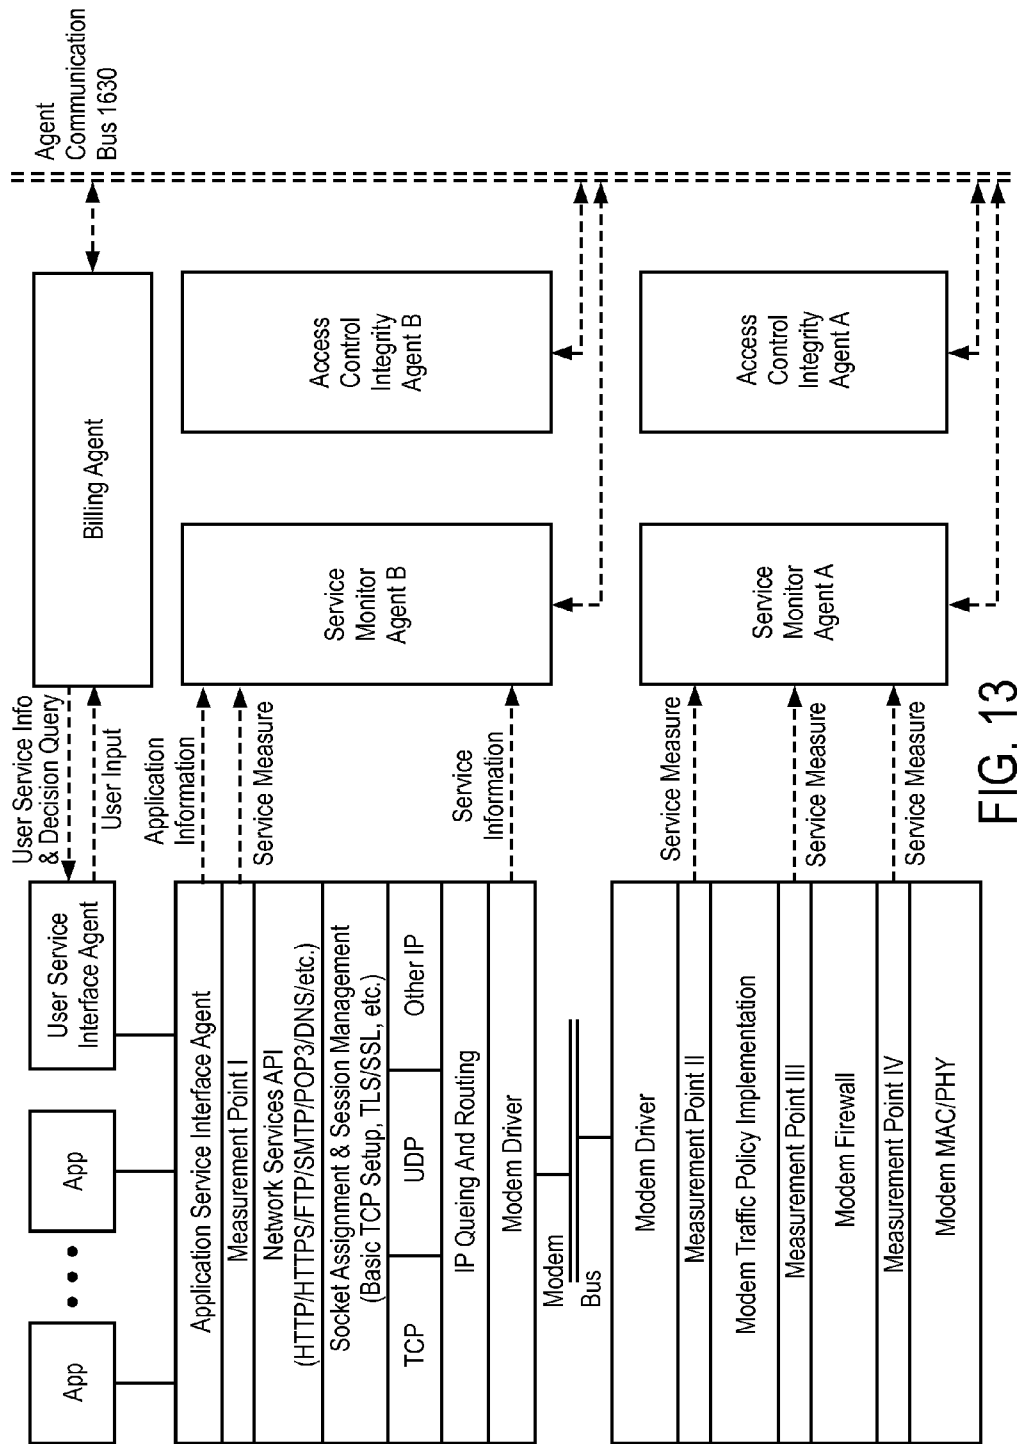 App
App
User Service
Interface Agent
User Service Info
& Decision Query
User Input
Billing Agent
Agent
Communication
Bus 1630
Application Service Interface Agent
Measurement Point I
Network Services API
(HTTP/HTTPS/FTP/SMTP/POP3/DNS/etc.)
Socket Assignment & Session Management
(Basic TCP Setup, TLS/SSL, etc.)
TCP
UDP
Other IP
IP Queing And Routing
Modem Driver
Application
Information
Service Measure
Service
Information
Service
Monitor
Agent B
Access
Control
Integrity
Agent B
Modem
Bus
Modem Driver
Measurement Point II
Modem Traffic Policy Implementation
Measurement Point III
Modem Firewall
Measurement Point IV
Modem MAC/PHY
Service Measure
Service Measure
Service Measure
Service
Monitor
Agent A
Access
Control
Integrity
Agent A
FIG. 13